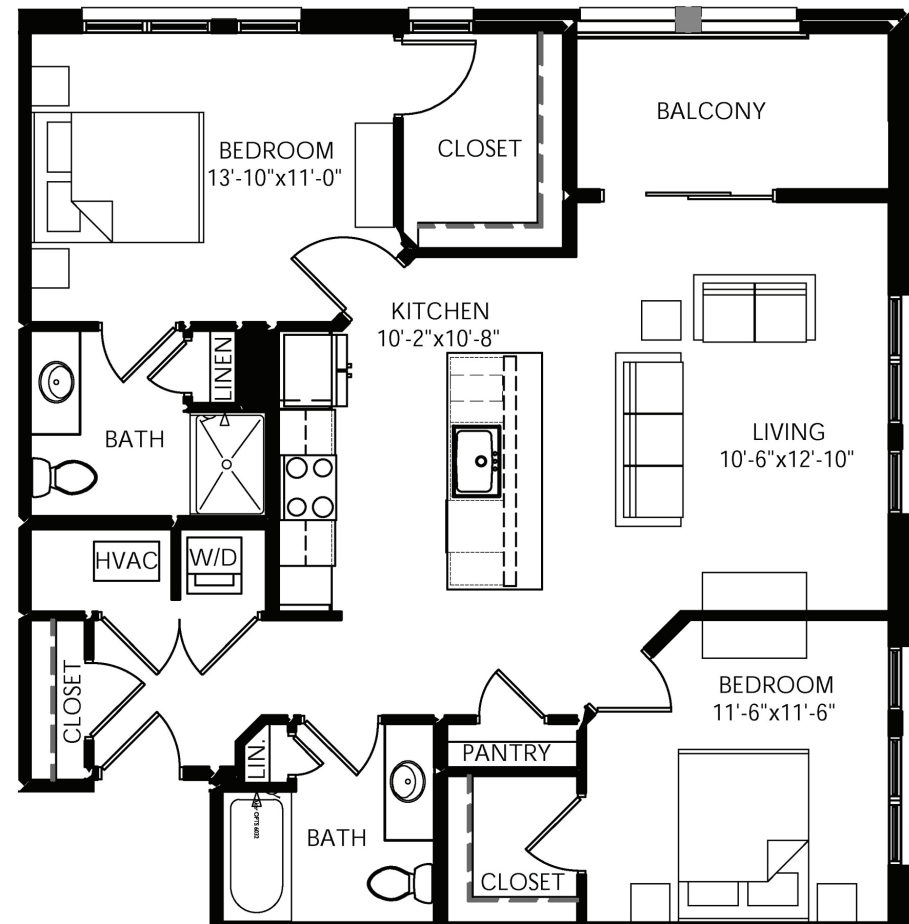 BALCONY
BEDROOM
13'-10"x11'-0"
CLOSET
KITCHEN
10'-2"x10'-8"
LINEN
BATH
LIVING
10'-6"x12'-10"
HVAC
W/D
CLOSET
BEDROOM
11'-6"x11'-6"
PANTRY
LIN.
BATH
CLOSET